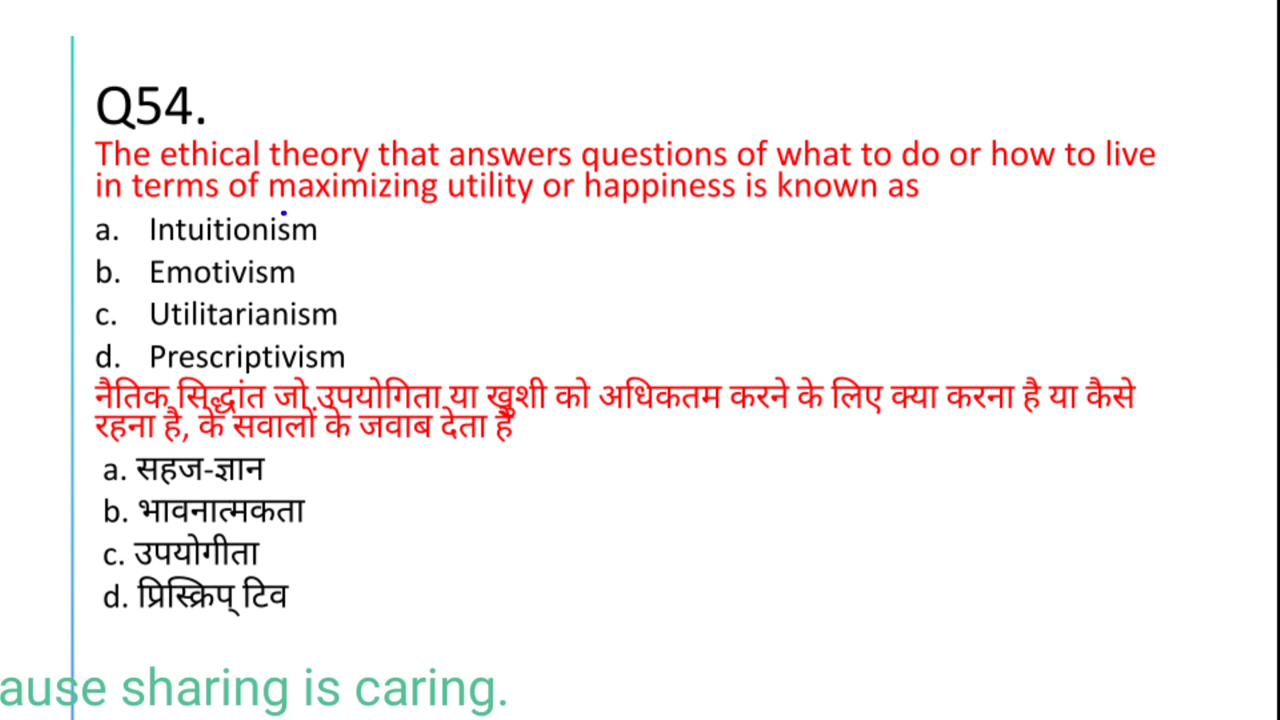 Q54.
The ethical theory that answers questions of what to do or how to live
in terms of maximizing utility or happiness is known as
a. Intuitionism
b. Emotivism
c. Utilitarianism
d. Prescriptivism
नैतिक सिद्धांत जो उपयोगिता या खुशी को अधिकतम करने के लिए क्या करना है या कैसे
रहना है, के सवालों के जवाब देता है
a. सहज-ज्ञान
b. भावनात्मकता
c. उपयोगीता
d. प्रिस्क्रिप् टिव
ause sharing is caring.